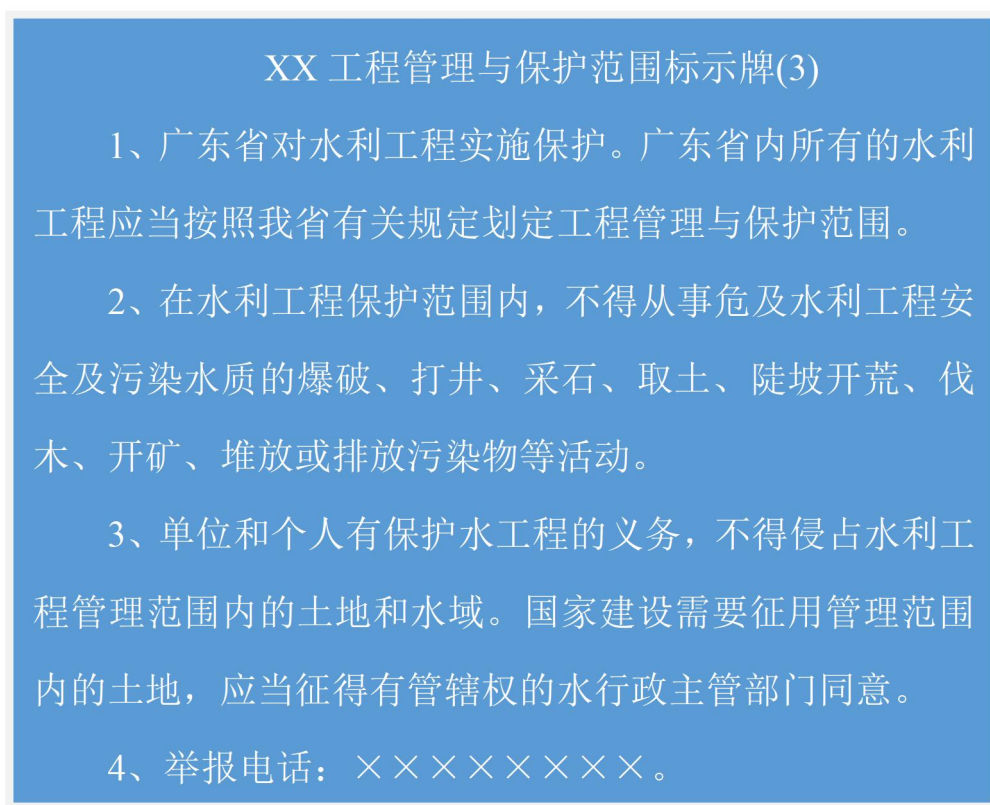 XX 工程管理与保护范围标示牌(3)
1、广东省对水利工程实施保护。广东省内所有的水利
工程应当按照我省有关规定划定工程管理与保护范围。
2、在水利工程保护范围内，不得从事危及水利工程安
全及污染水质的爆破、打井、采石、取土、陡坡开荒、伐
木、开矿、堆放或排放污染物等活动。
3、单位和个人有保护水工程的义务，不得侵占水利工
程管理范围内的土地和水域。国家建设需要征用管理范围
内的土地，应当征得有管辖权的水行政主管部门同意。
4、举报电话：××××××××。